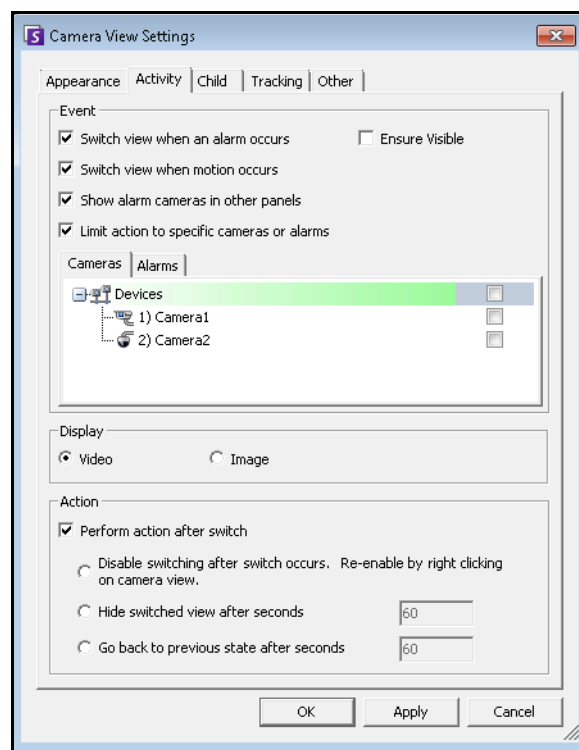 Camera View Settings
Appearance Activity Child Tracking Other
Event
Switch view when an alarm occurs Ensure Visible
Switch view when motion occurs
Show alarm cameras in other panels
Limit action to specific cameras or alarms
Cameras Alarms
Devices
1) Camera1
2) Camera2
Display
Video Image
Action
Perform action after switch
Disable switching after switch occurs. Re-enable by right clicking
on camera view.
Hide switched view after seconds 60
Go back to previous state after seconds 60
OK Apply Cancel